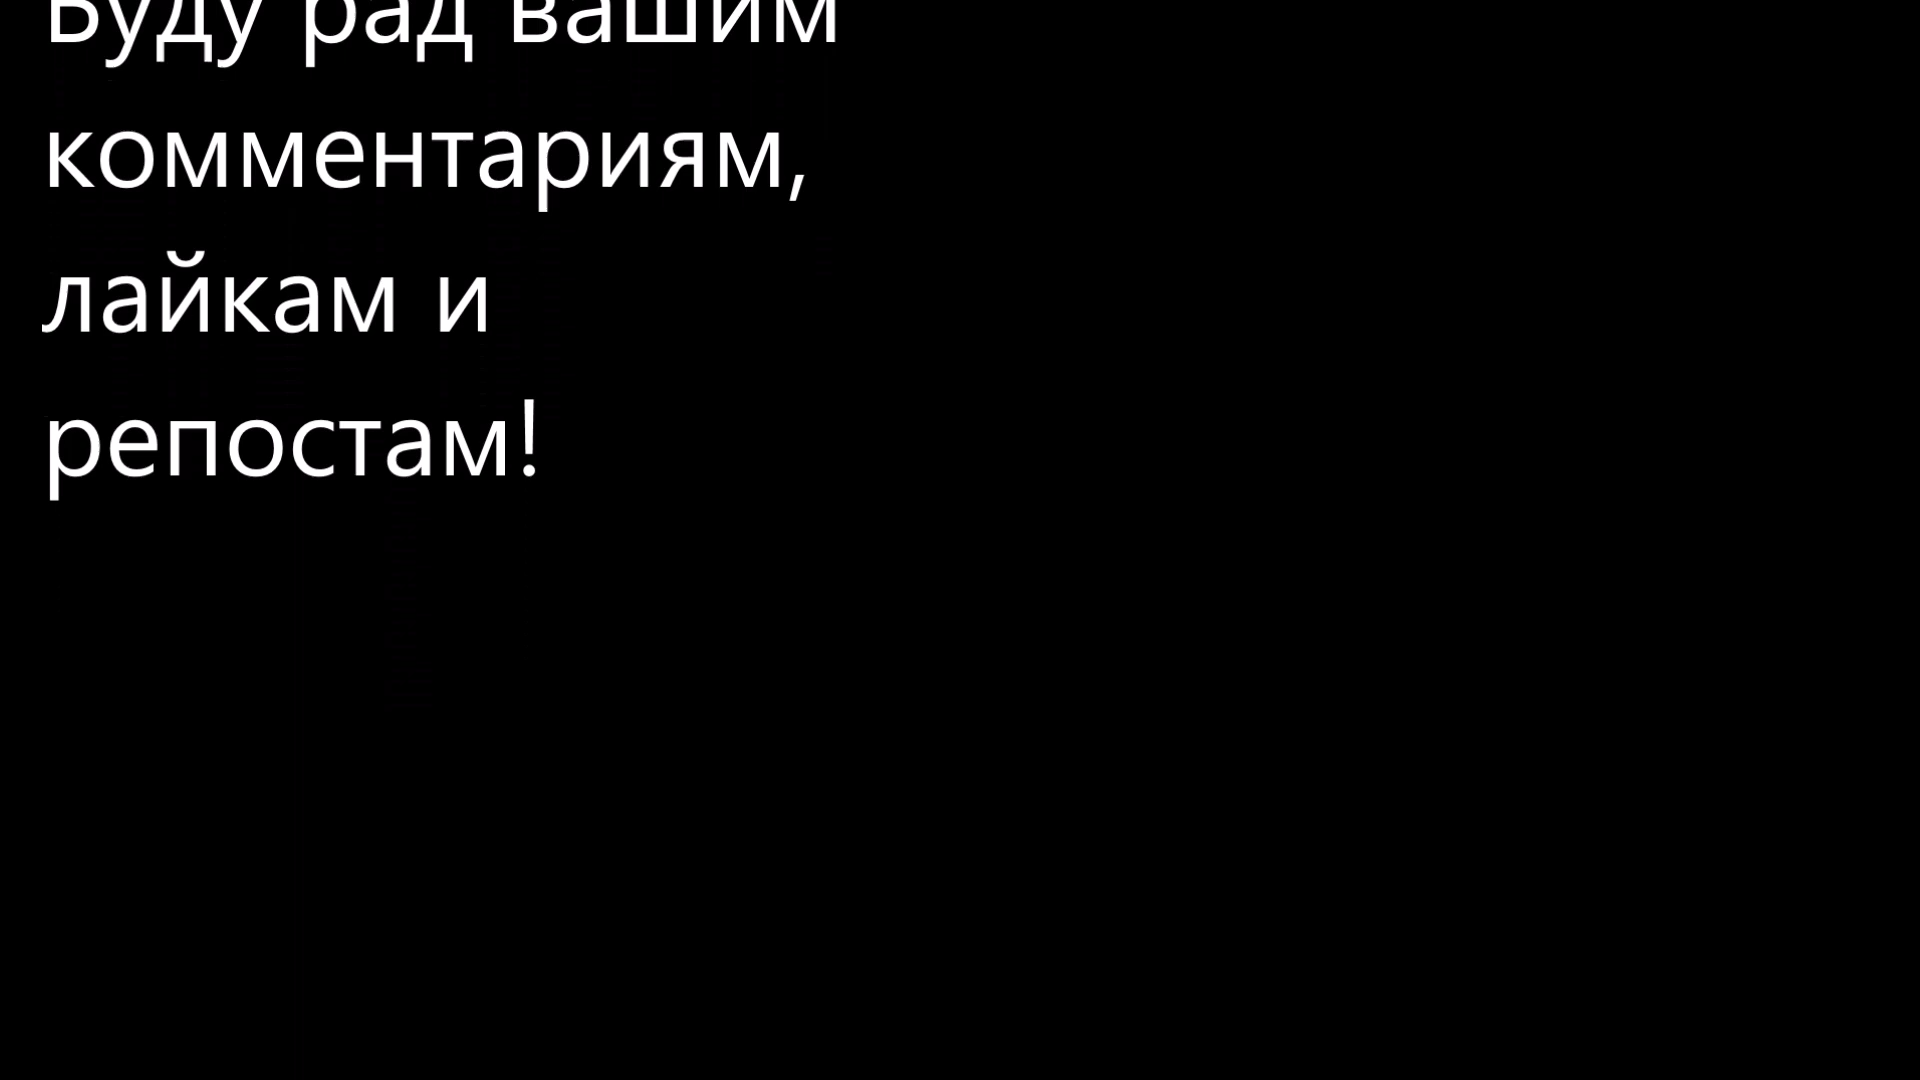 Буду рад вашим
комментариям,
лайкам и
репостам!